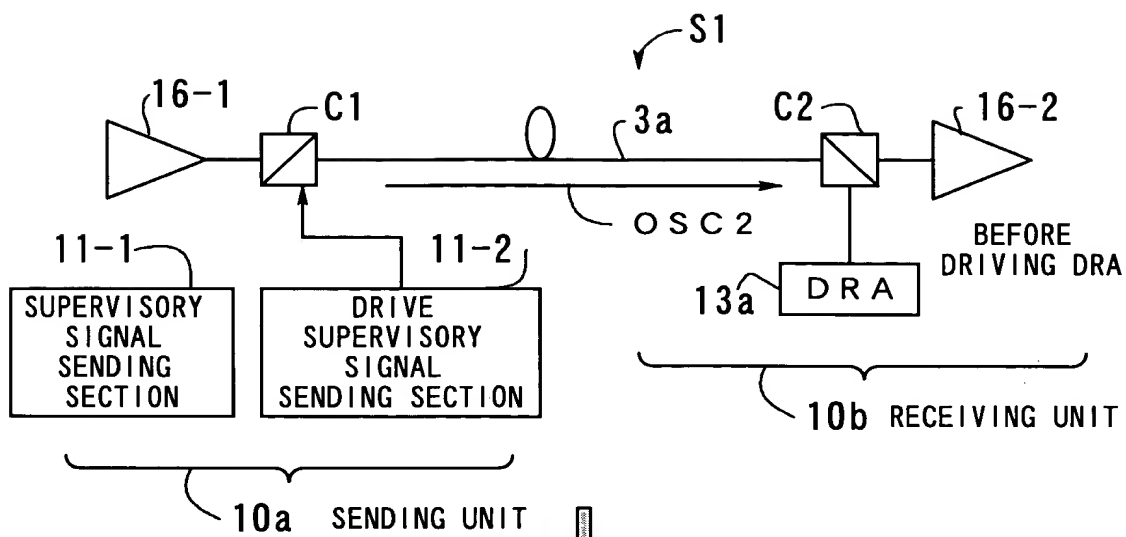 S1
16-1
C1
3a
C2
16-2
OSC2
11-1
11-2
BEFORE
DRIVING DRA
SUPERVISORY
SIGNAL
SENDING
SECTION
DRIVE
SUPERVISORY
SIGNAL
SENDING SECTION
13a
DRA
10b RECEIVING UNIT
10a SENDING UNIT